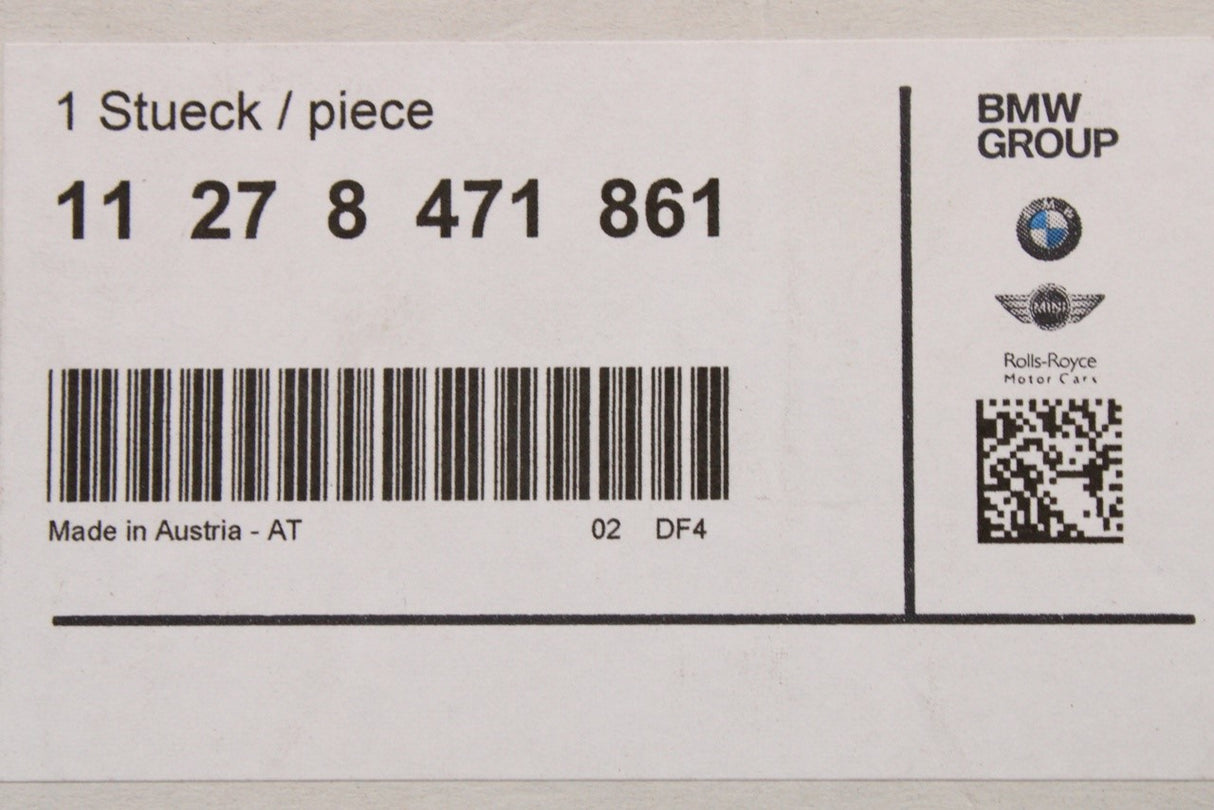 1 Stueck / piece
11 27 8 471 861
Made in Austria - AT 02 DF4
BMW
GROUP
MINI
Rolls-Royce
Motor Cars